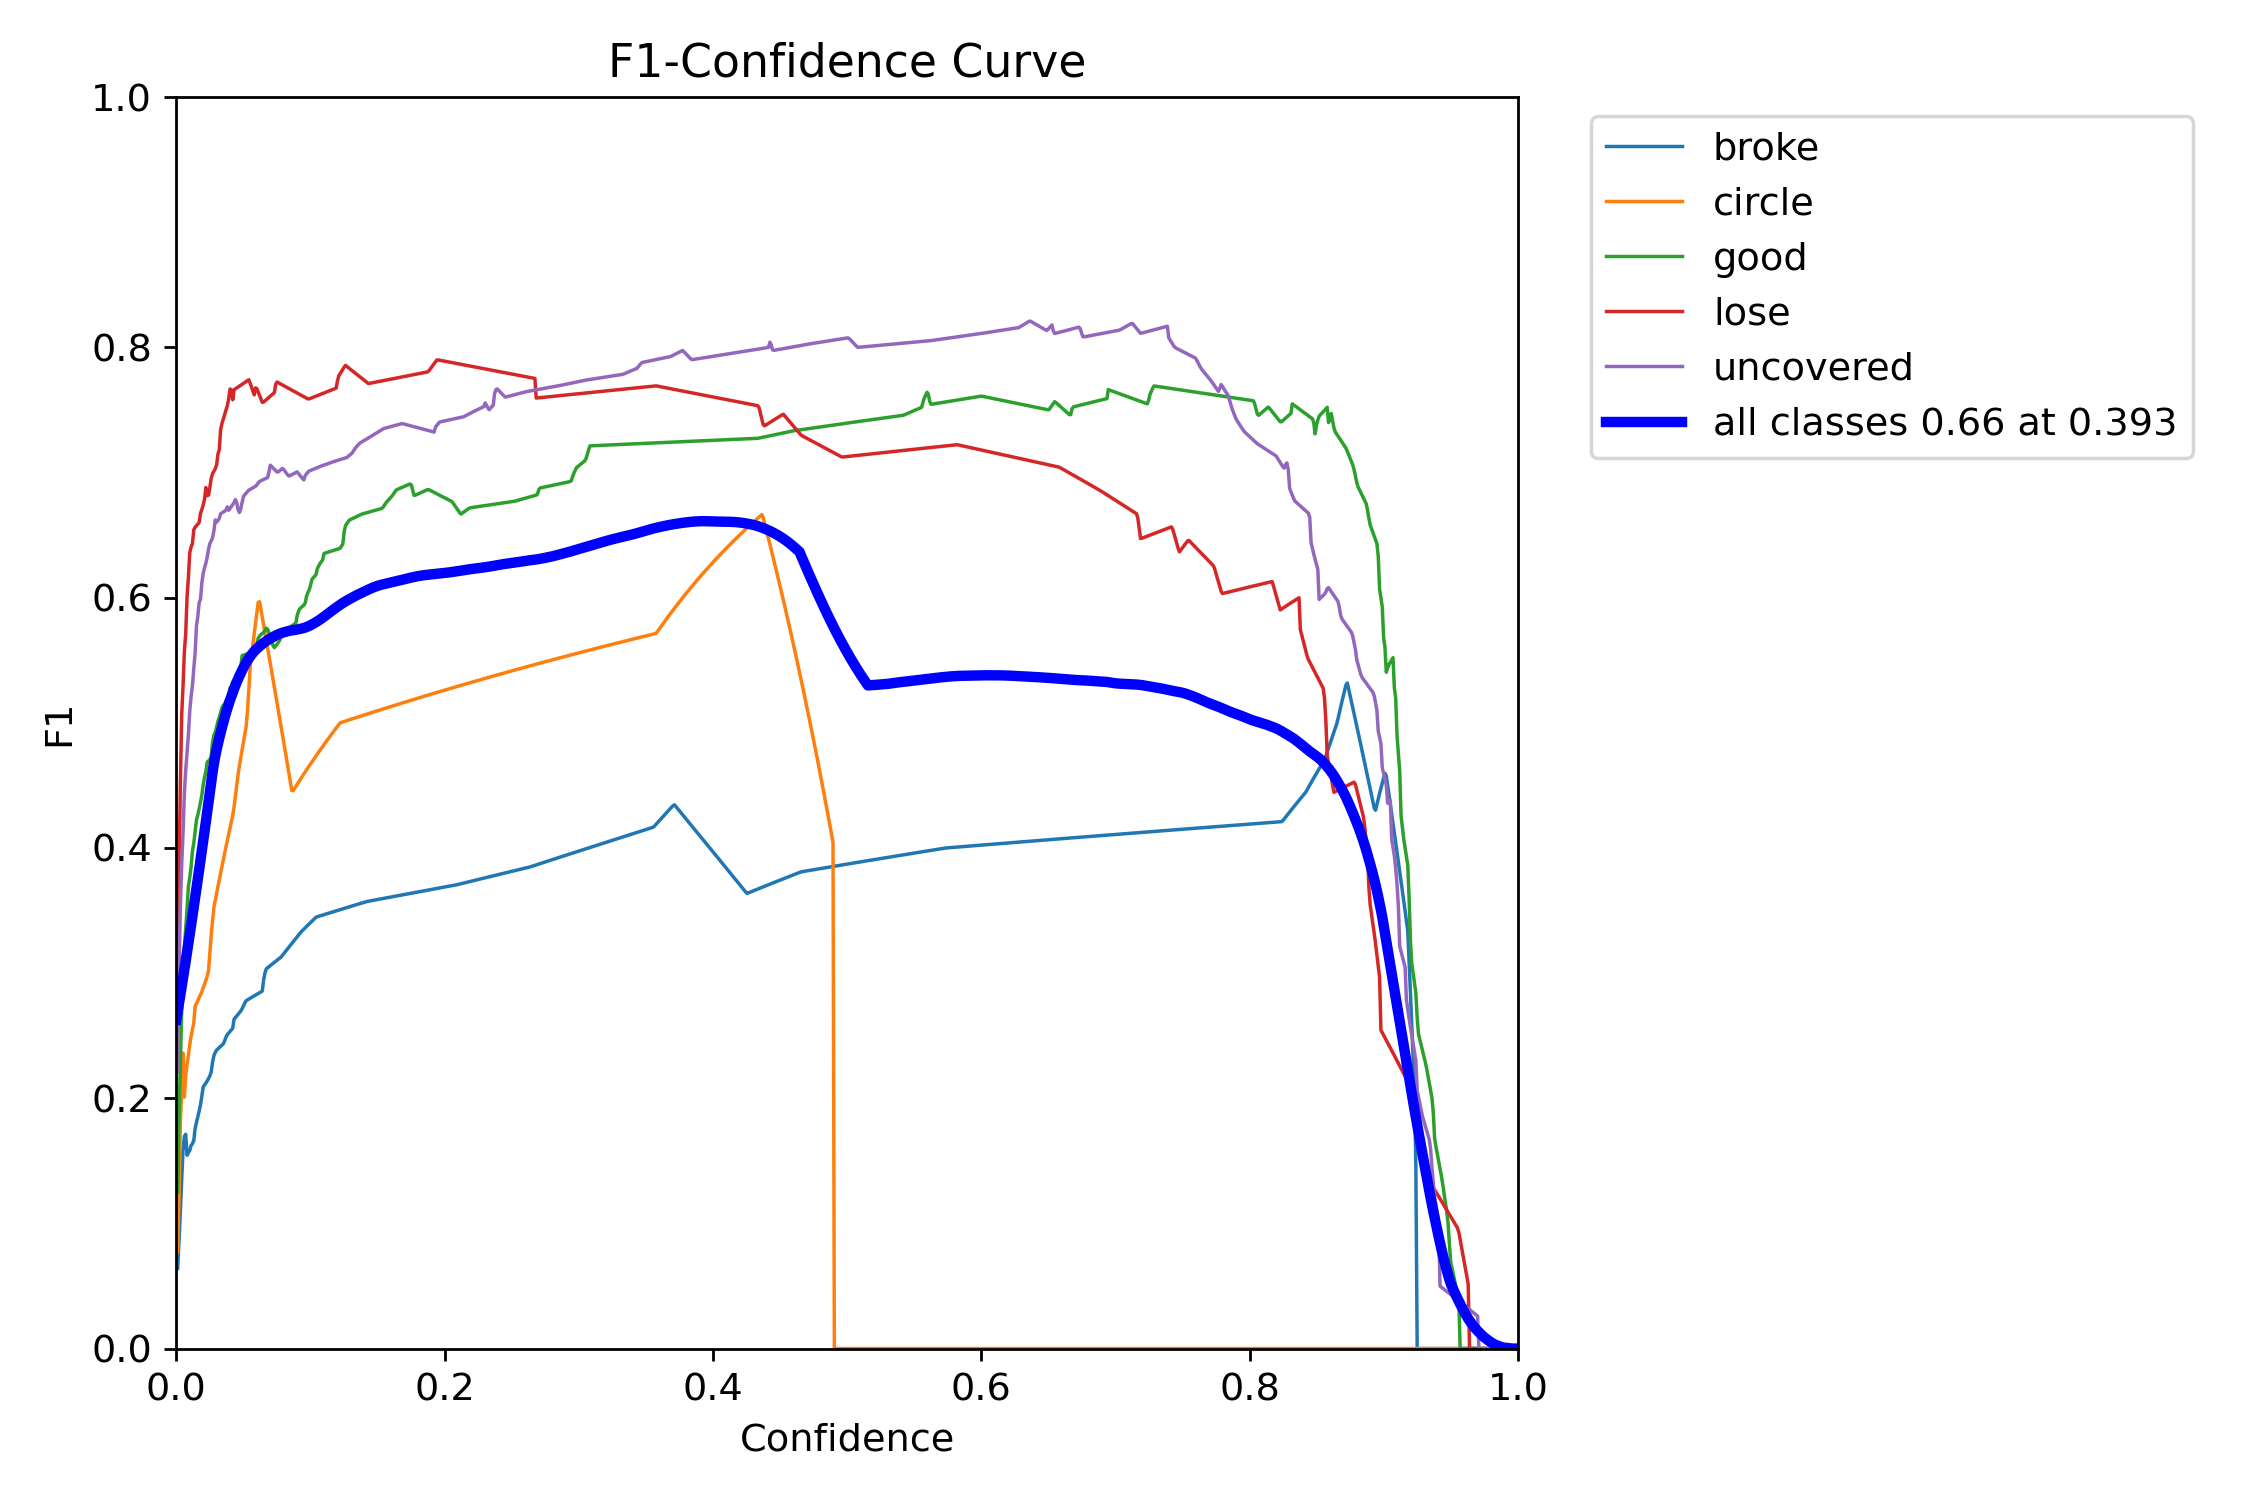 F1-Confidence Curve
1.0
0.8
0.6
0.4
0.2
0.0
F1
0.0 0.2 0.4 0.6 0.8 1.0
Confidence
broke
circle
good
lose
uncovered
all classes 0.66 at 0.393